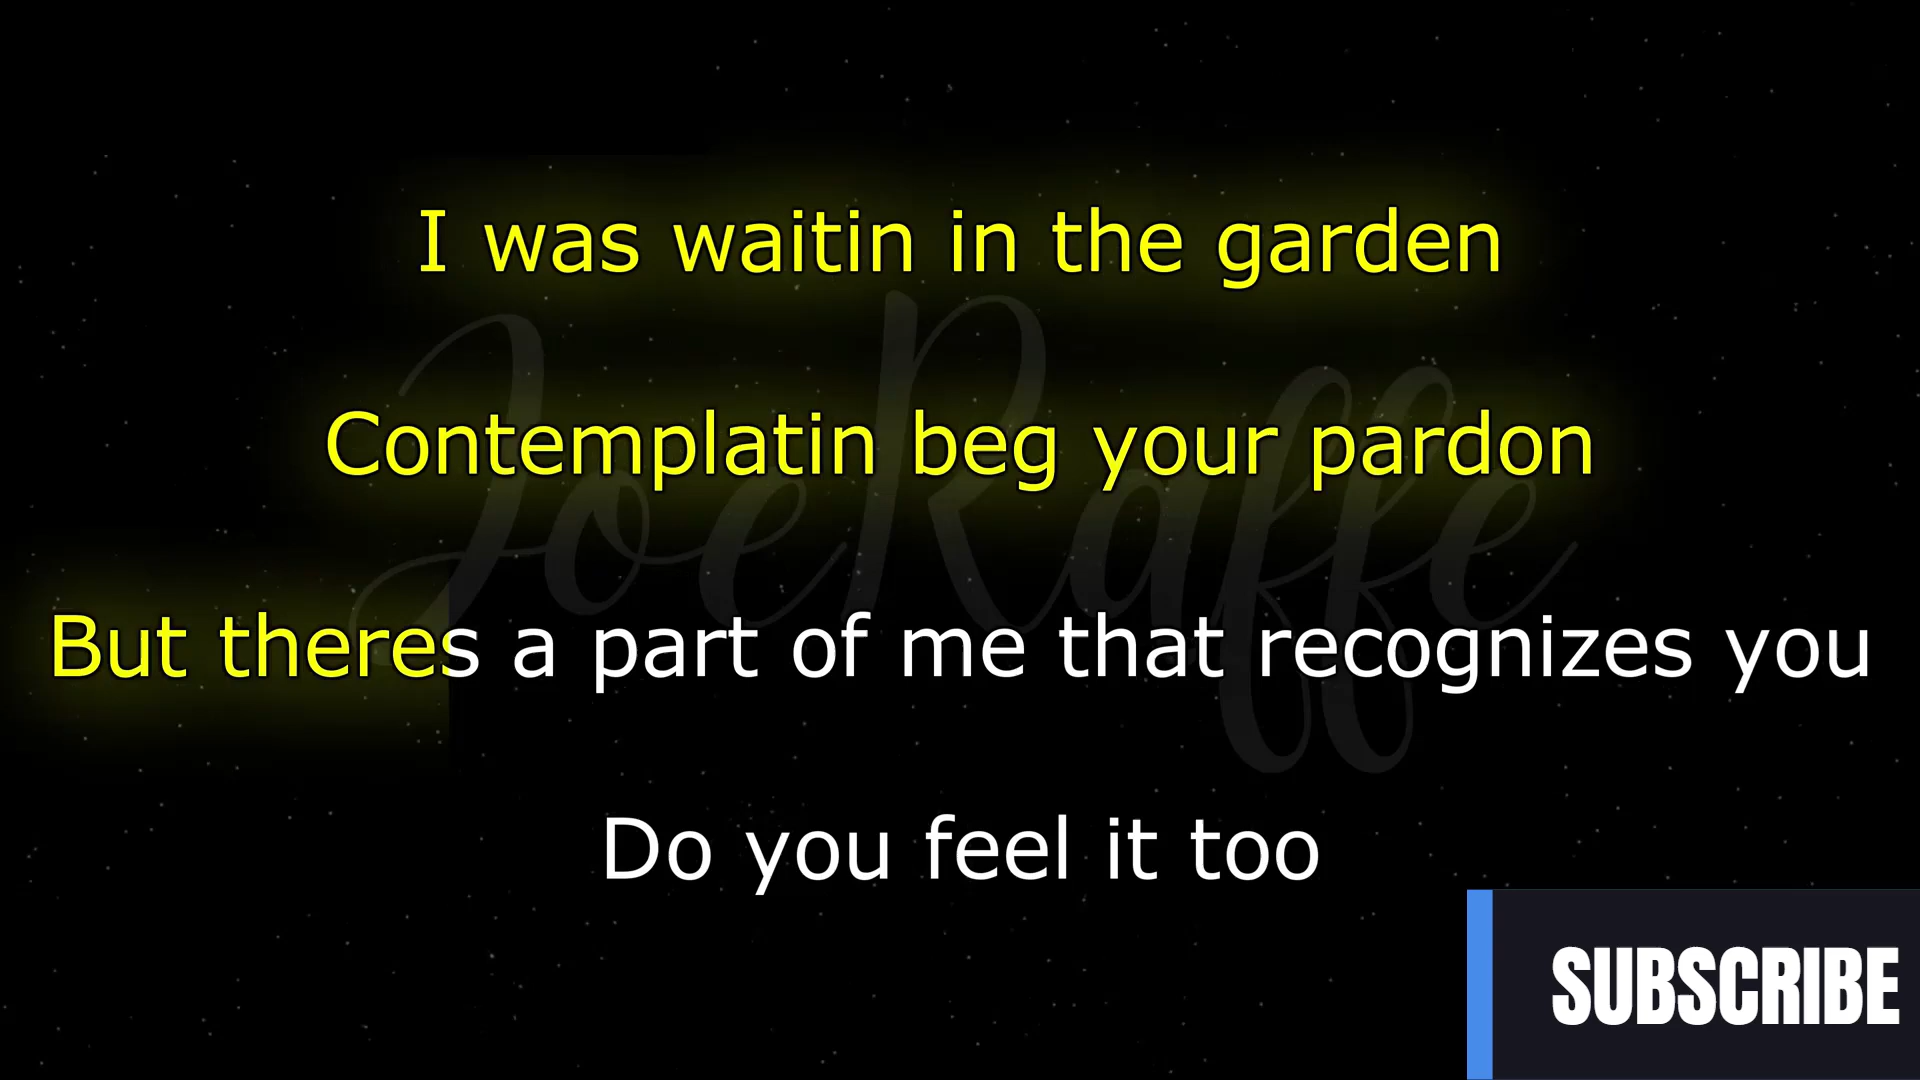 I was waitin in the garden
Contemplatin beg your pardon
But theres a part of me that recognizes you
Do you feel it too
JoeRaffe
SUBSCRIBE